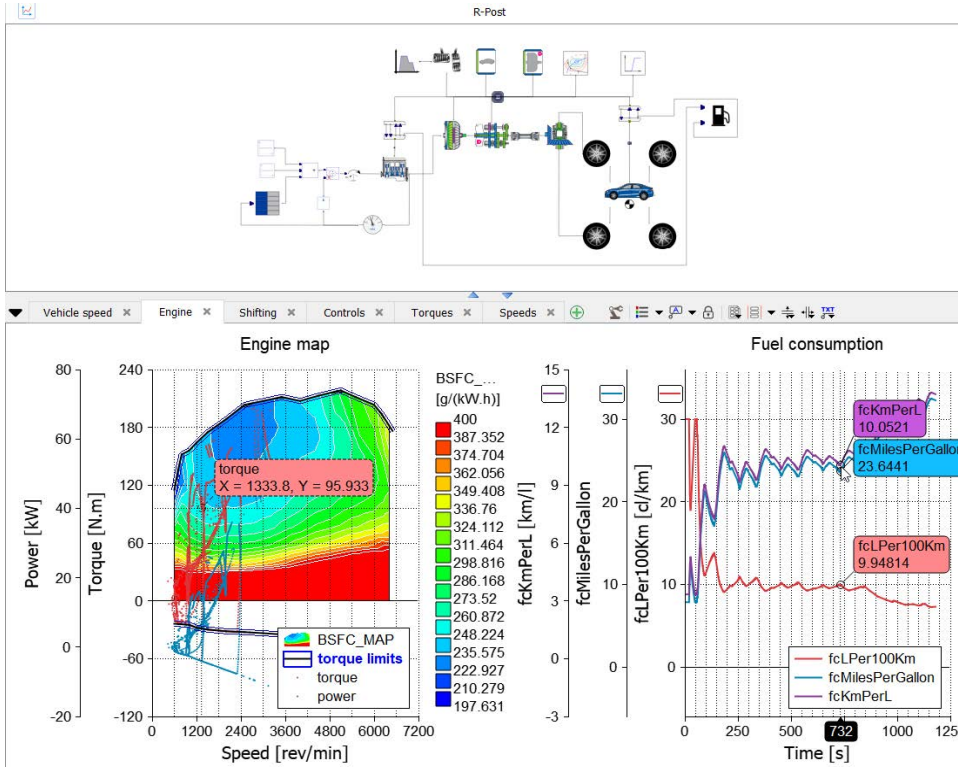 R-Post
Vehicle speed
Engine
Shifting
Controls
Torques
Speeds
TXT
Engine map
Fuel consumption
80
60
40
20
0
-20
Power [kW]
240
180
120
60
0
-60
-120
Torque [N.m]
torque
X = 1333.8, Y = 95.933
BSFC_MAP
torque limits
torque
power
0
1200
2400
3600
4800
6000
7200
Speed [rev/min]
BSFC_...
[g/(kW.h)]
400
387.352
374.704
362.056
349.408
336.76
324.112
311.464
298.816
286.168
273.52
260.872
248.224
235.575
222.927
210.279
197.631
15
12
9
6
3
0
-3
fcKmPerL [km/l]
30
20
10
0
fcMilesPerGallon
30
20
10
0
fcLPer100Km [dl/km]
fcKmPerL
10.0521
fcMilesPerGallon
23.6441
fcLPer100Km
9.94814
fcLPer100Km
fcMilesPerGallon
fcKmPerL
0
250
500
732
1000
125
Time [s]